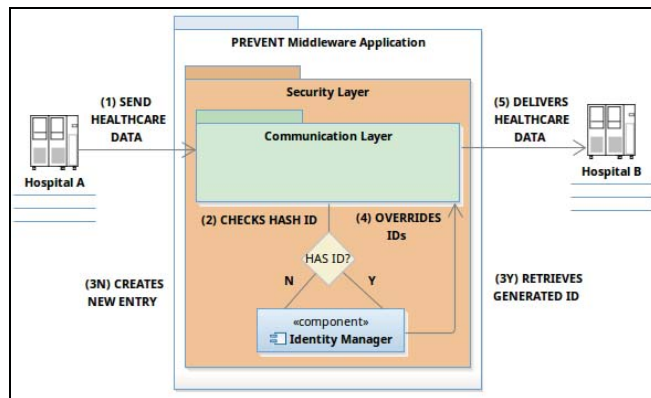 PREVENT Middleware Application
Security Layer
(1) SEND
HEALTHCARE
DATA
Communication Layer
(5) DELIVERS
HEALTHCARE
DATA
Hospital A
Hospital B
(2) CHECKS HASH ID
(4) OVERRIDES
IDs
HAS ID?
N
Y
(3N) CREATES
NEW ENTRY
(3Y) RETRIEVES
GENERATED ID
«component»
Identity Manager